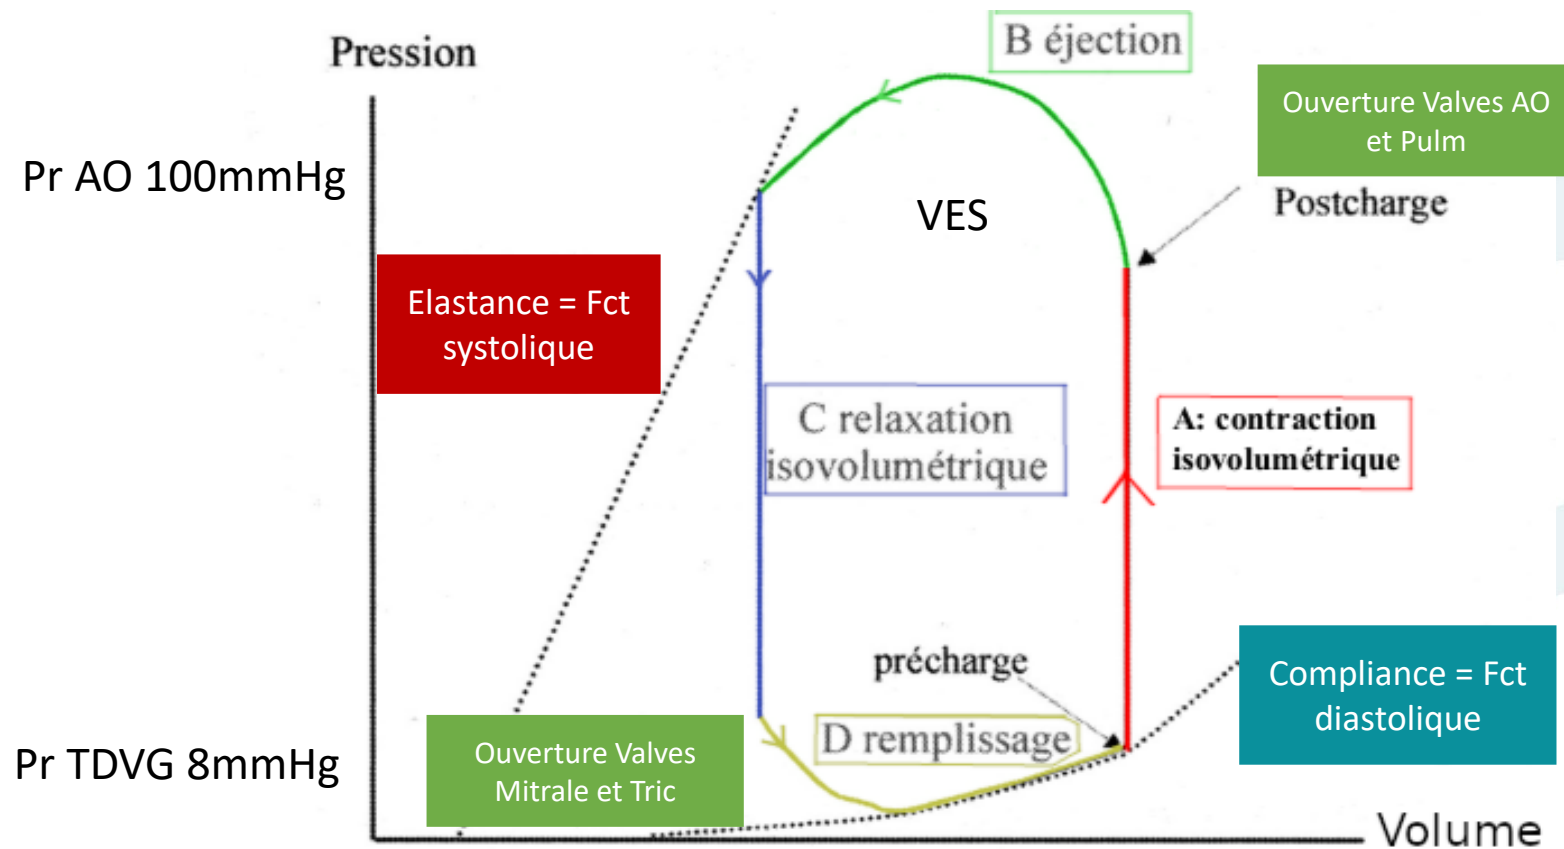 B éjection
Pression
Ouverture Valves AO
et Pulm
Pr AO 100mmHg
Postcharge
VES
Elastance = Fct
systolique
C relaxation
isovolumétrique
A: contraction
isovolumétrique
précharge
Compliance = Fct
diastolique
D remplissage
Ouverture Valves
Mitrale et Tric
Pr TDVG 8mmHg
Volume